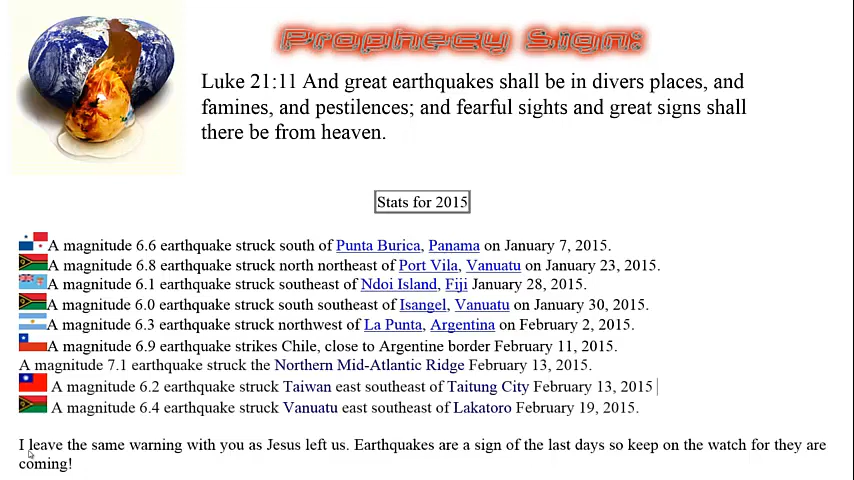 Prophecy Sign:
Luke 21:11 And great earthquakes shall be in divers places, and
famines, and pestilences; and fearful sights and great signs shall
there be from heaven.
Stats for 2015
A magnitude 6.6 earthquake struck south of Punta Burica, Panama on January 7, 2015.
A magnitude 6.8 earthquake struck north northeast of Port Vila, Vanuatu on January 23, 2015.
A magnitude 6.1 earthquake struck southeast of Ndoi Island, Fiji January 28, 2015.
A magnitude 6.0 earthquake struck south southeast of Isangel, Vanuatu on January 30, 2015.
A magnitude 6.3 earthquake struck northwest of La Punta, Argentina on February 2, 2015.
A magnitude 6.9 earthquake strikes Chile, close to Argentine border February 11, 2015.
A magnitude 7.1 earthquake struck the Northern Mid-Atlantic Ridge February 13, 2015.
A magnitude 6.2 earthquake struck Taiwan east southeast of Taitung City February 13, 2015
A magnitude 6.4 earthquake struck Vanuatu east southeast of Lakatoro February 19, 2015.
I leave the same warning with you as Jesus left us. Earthquakes are a sign of the last days so keep on the watch for they are
coming!